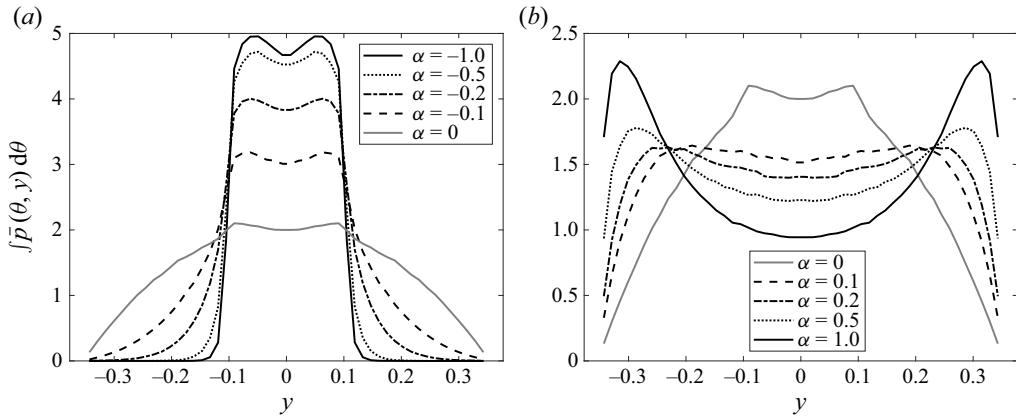 (a)
5
4
3
2
1
0
∫p̄(θ, y) dθ
α = –1.0
α = –0.5
α = –0.2
α = –0.1
α = 0
–0.3 –0.2 –0.1 0 0.1 0.2 0.3
y
(b)
2.5
2.0
1.5
1.0
0.5
0
α = 0
α = 0.1
α = 0.2
α = 0.5
α = 1.0
–0.3 –0.2 –0.1 0 0.1 0.2 0.3
y